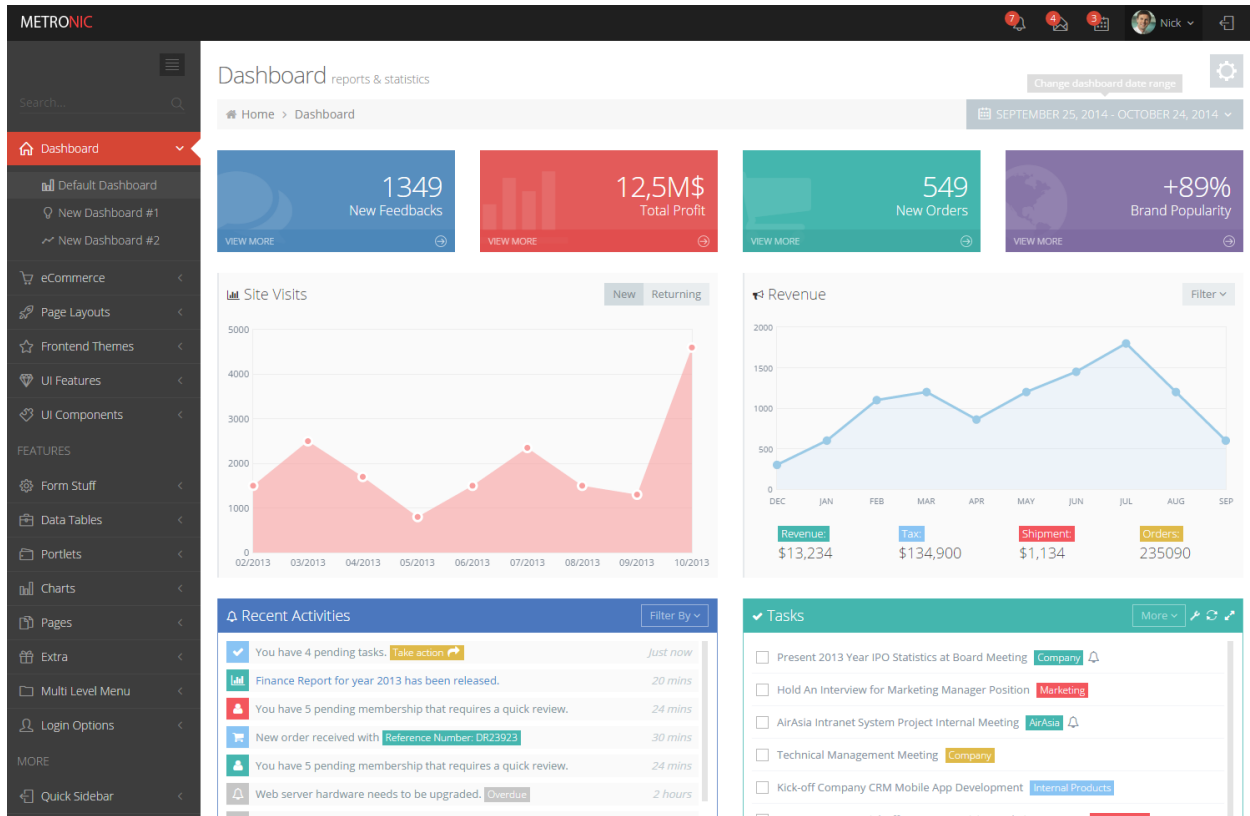 METRONIC
7
4
3
Nick
Search...
Dashboard
Default Dashboard
New Dashboard #1
New Dashboard #2
eCommerce
Page Layouts
Frontend Themes
UI Features
UI Components
FEATURES
Form Stuff
Data Tables
Portlets
Charts
Pages
Extra
Multi Level Menu
Login Options
MORE
Quick Sidebar
Dashboard reports & statistics
Change dashboard date range
Home > Dashboard
SEPTEMBER 25, 2014 - OCTOBER 24, 2014
1349
New Feedbacks
VIEW MORE
12,5M$
Total Profit
VIEW MORE
549
New Orders
VIEW MORE
+89%
Brand Popularity
VIEW MORE
Site Visits
New Returning
5000
4000
3000
2000
1000
0
02/2013 03/2013 04/2013 05/2013 06/2013 07/2013 08/2013 09/2013 10/2013
Revenue
Filter
2000
1500
1000
500
0
DEC JAN FEB MAR APR MAY JUN JUL AUG SEP
Revenue: Tax: Shipment: Orders:
$13,234 $134,900 $1,134 235090
Recent Activities
Filter By
You have 4 pending tasks. Take action Just now
Finance Report for year 2013 has been released. 20 mins
You have 5 pending membership that requires a quick review. 24 mins
New order received with Reference Number: DR23923 30 mins
You have 5 pending membership that requires a quick review. 24 mins
Web server hardware needs to be upgraded. Overdue 2 hours
Tasks
More
Present 2013 Year IPO Statistics at Board Meeting Company
Hold An Interview for Marketing Manager Position Marketing
AirAsia Intranet System Project Internal Meeting AirAsia
Technical Management Meeting Company
Kick-off Company CRM Mobile App Development Internal Products